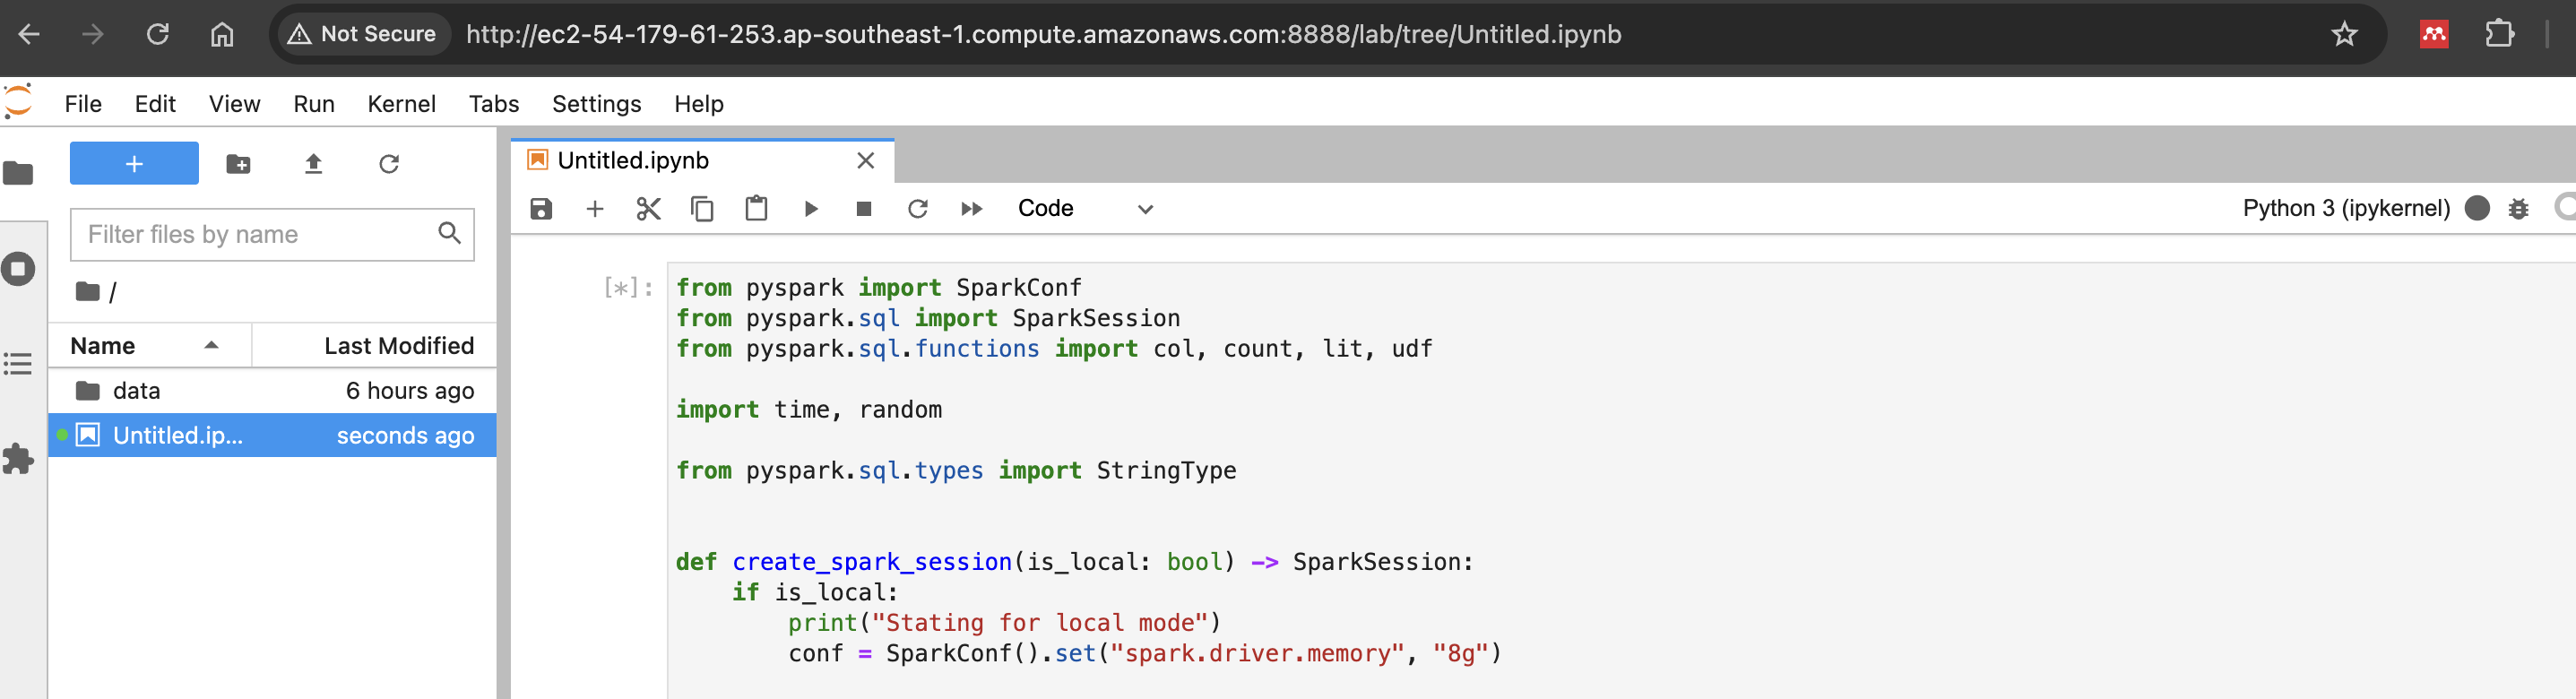 Not Secure http://ec2-54-179-61-253.ap-southeast-1.compute.amazonaws.com:8888/lab/tree/Untitled.ipynb
File Edit View Run Kernel Tabs Settings Help
+
Filter files by name
/
Name Last Modified
data 6 hours ago
Untitled.ip... seconds ago
Untitled.ipynb
Code Python 3 (ipykernel)
[*]: from pyspark import SparkConf
from pyspark.sql import SparkSession
from pyspark.sql.functions import col, count, lit, udf
import time, random
from pyspark.sql.types import StringType
def create_spark_session(is_local: bool) -> SparkSession:
    if is_local:
        print("Stating for local mode")
        conf = SparkConf().set("spark.driver.memory", "8g")